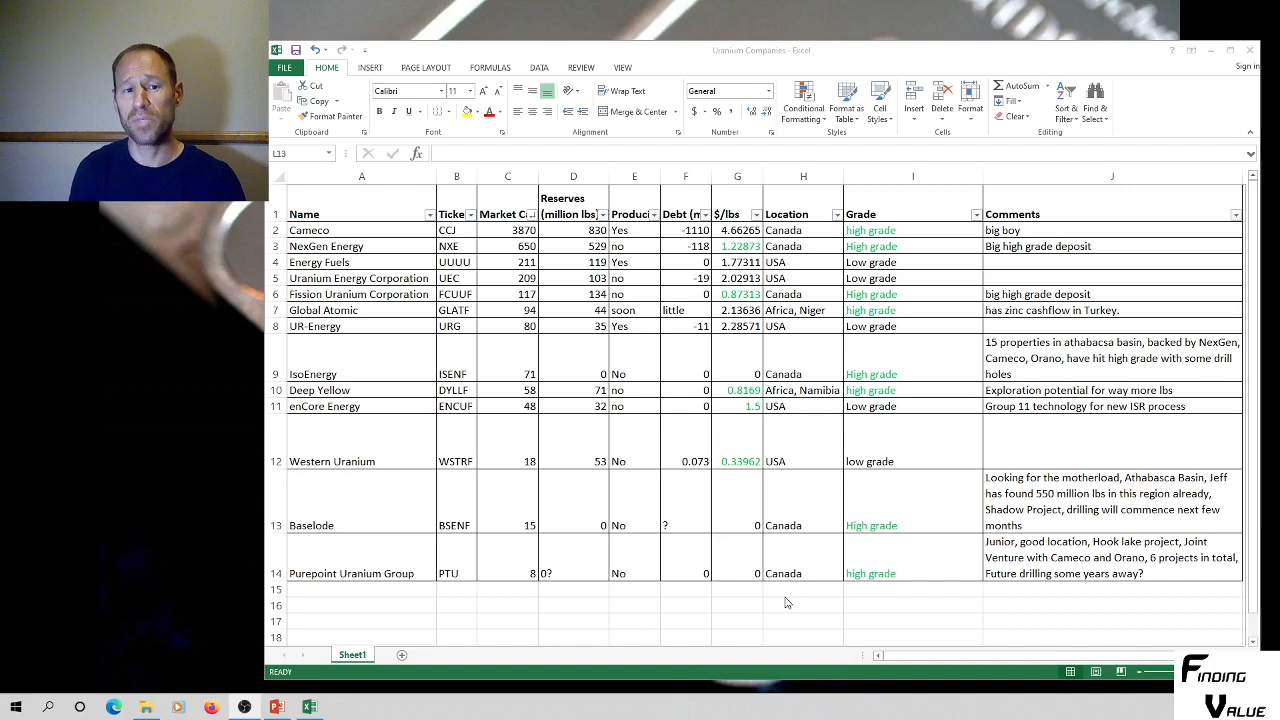 Uranium Companies - Excel
?
Sign in
FILE HOME INSERT PAGE LAYOUT FORMULAS DATA REVIEW VIEW
Paste
Cut
Copy
Format Painter
Clipboard
Calibri 11
B I U
Font
Wrap Text
Merge & Center
Alignment
General
$ % ,
Number
Conditional Formatting
Format as Table
Cell Styles
Styles
Insert
Delete
Format
Cells
AutoSum
Fill
Clear
Sort & Filter
Find & Select
Editing
L13 fx
A B C D E F G H I J
1 Name Ticke Market C Reserves (million lbs) Produci Debt (m $/lbs Location Grade Comments
2 Cameco CCJ 3870 830 Yes -1110 4.66265 Canada high grade big boy
3 NexGen Energy NXE 650 529 no -118 1.22873 Canada High grade Big high grade deposit
4 Energy Fuels UUUU 211 119 Yes 0 1.77311 USA Low grade
5 Uranium Energy Corporation UEC 209 103 no -19 2.02913 USA Low grade
6 Fission Uranium Corporation FCUUF 117 134 no 0 0.87313 Canada High grade big high grade deposit
7 Global Atomic GLATF 94 44 soon little 2.13636 Africa, Niger high grade has zinc cashflow in Turkey.
8 UR-Energy URG 80 35 Yes -11 2.28571 USA Low grade
15 properties in athabacsa basin, backed by NexGen,
Cameco, Orano, have hit high grade with some drill
9 IsoEnergy ISENF 71 0 No 0 0 Canada High grade holes
10 Deep Yellow DYLLF 58 71 no 0 0.8169 Africa, Namibia high grade Exploration potential for way more lbs
11 enCore Energy ENCUF 48 32 no 0 1.5 USA Low grade Group 11 technology for new ISR process
12 Western Uranium WSTRF 18 53 No 0.073 0.33962 USA low grade
Looking for the motherload, Athabasca Basin, Jeff
has found 550 million lbs in this region already,
Shadow Project, drilling will commence next few
13 Baselode BSENF 15 0 No ? 0 Canada High grade months
Junior, good location, Hook lake project, Joint
Venture with Cameco and Orano, 6 projects in total,
14 Purepoint Uranium Group PTU 8 0? No 0 0 Canada high grade Future drilling some years away?
15
16
17
18
Sheet1
READY
FINDING
VALUE